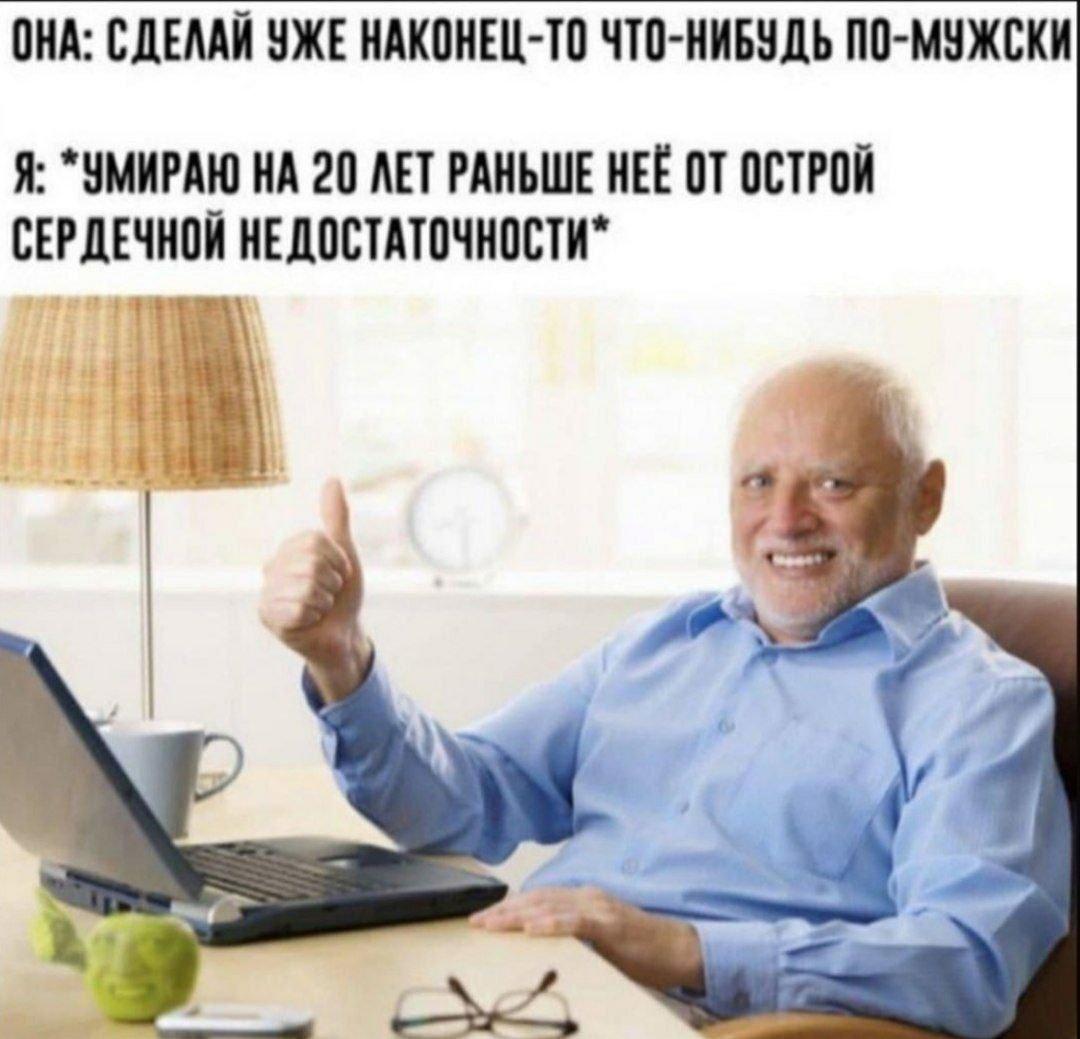 ОНА: СДЕЛАЙ УЖЕ НАКОНЕЦ-ТО ЧТО-НИБУДЬ ПО-МУЖСКИ
Я: *УМИРАЮ НА 20 ЛЕТ РАНЬШЕ НЕЁ ОТ ОСТРОЙ
СЕРДЕЧНОЙ НЕДОСТАТОЧНОСТИ*